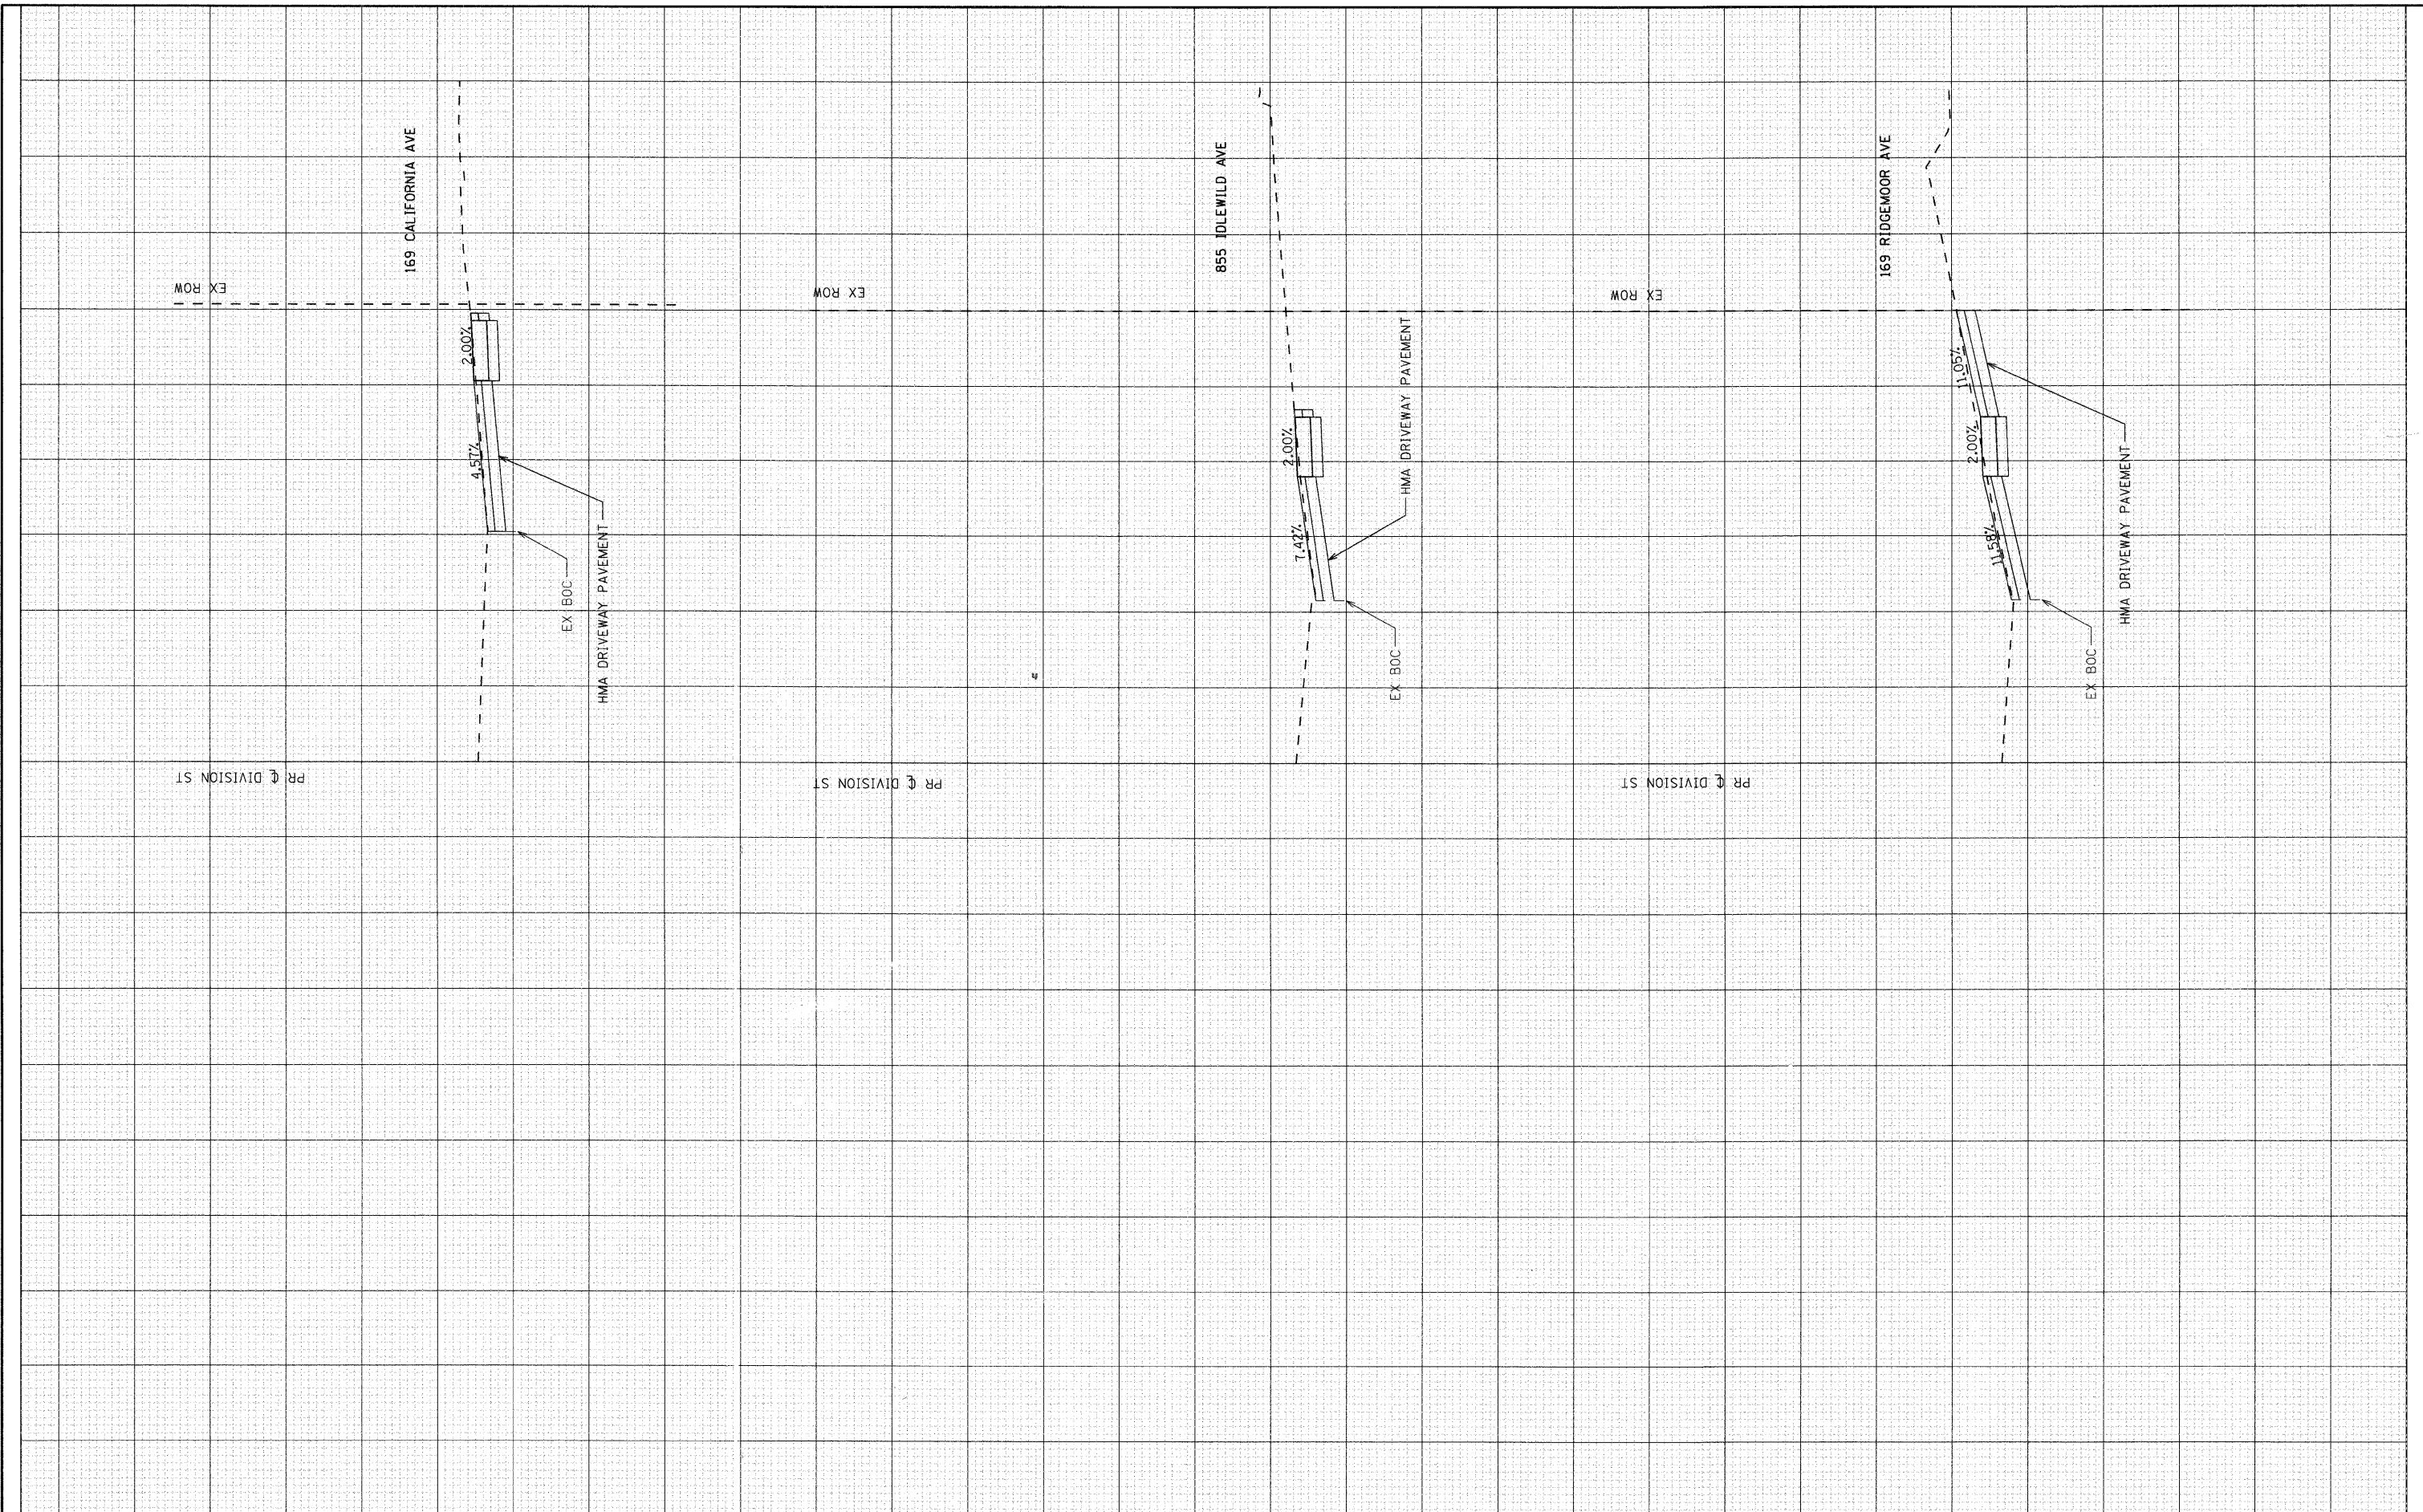 169 CALIFORNIA AVE
EX ROW
2.00%
4.57%
EX BOC
HMA DRIVEWAY PAVEMENT
PR ℄ DIVISION ST
855 IDLEWILD AVE
EX ROW
2.00%
7.42%
HMA DRIVEWAY PAVEMENT
EX BOC
PR ℄ DIVISION ST
169 RIDGEMOOR AVE
EX ROW
11.05%
2.00%
11.58%
HMA DRIVEWAY PAVEMENT
EX BOC
PR ℄ DIVISION ST